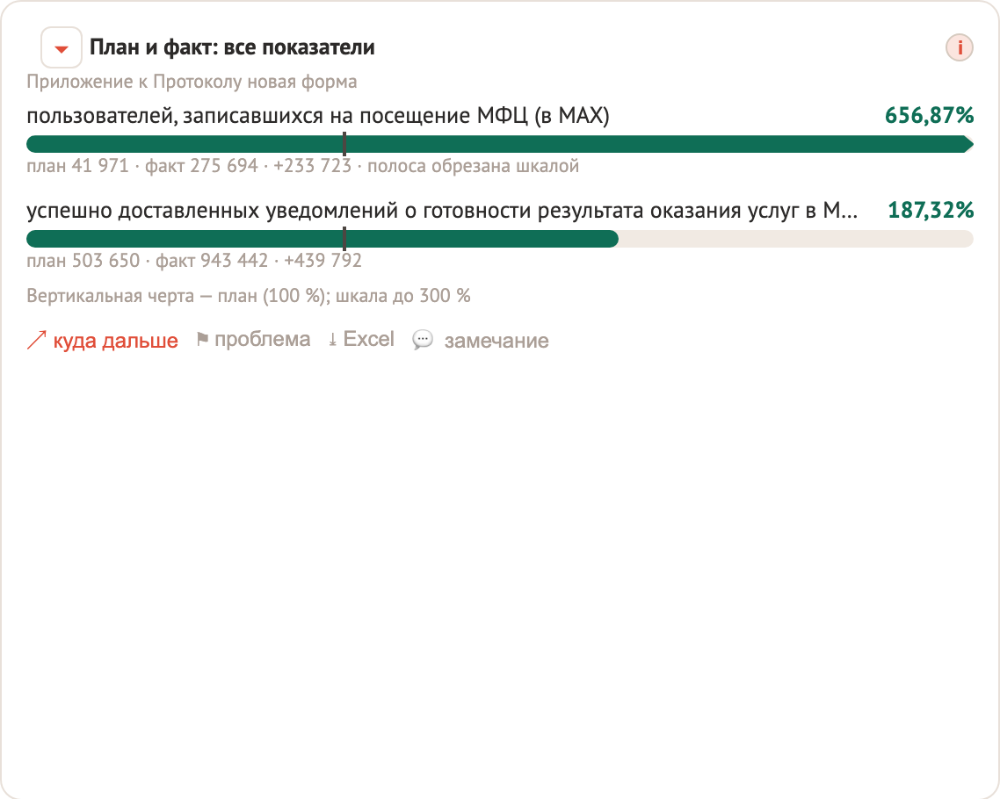 План и факт: все показатели
i
Приложение к Протоколу новая форма
пользователей, записавшихся на посещение МФЦ (в MAX) 656,87%
план 41 971 · факт 275 694 · +233 723 · полоса обрезана шкалой
успешно доставленных уведомлений о готовности результата оказания услуг в М... 187,32%
план 503 650 · факт 943 442 · +439 792
Вертикальная черта — план (100 %); шкала до 300 %
куда дальше проблема Excel замечание